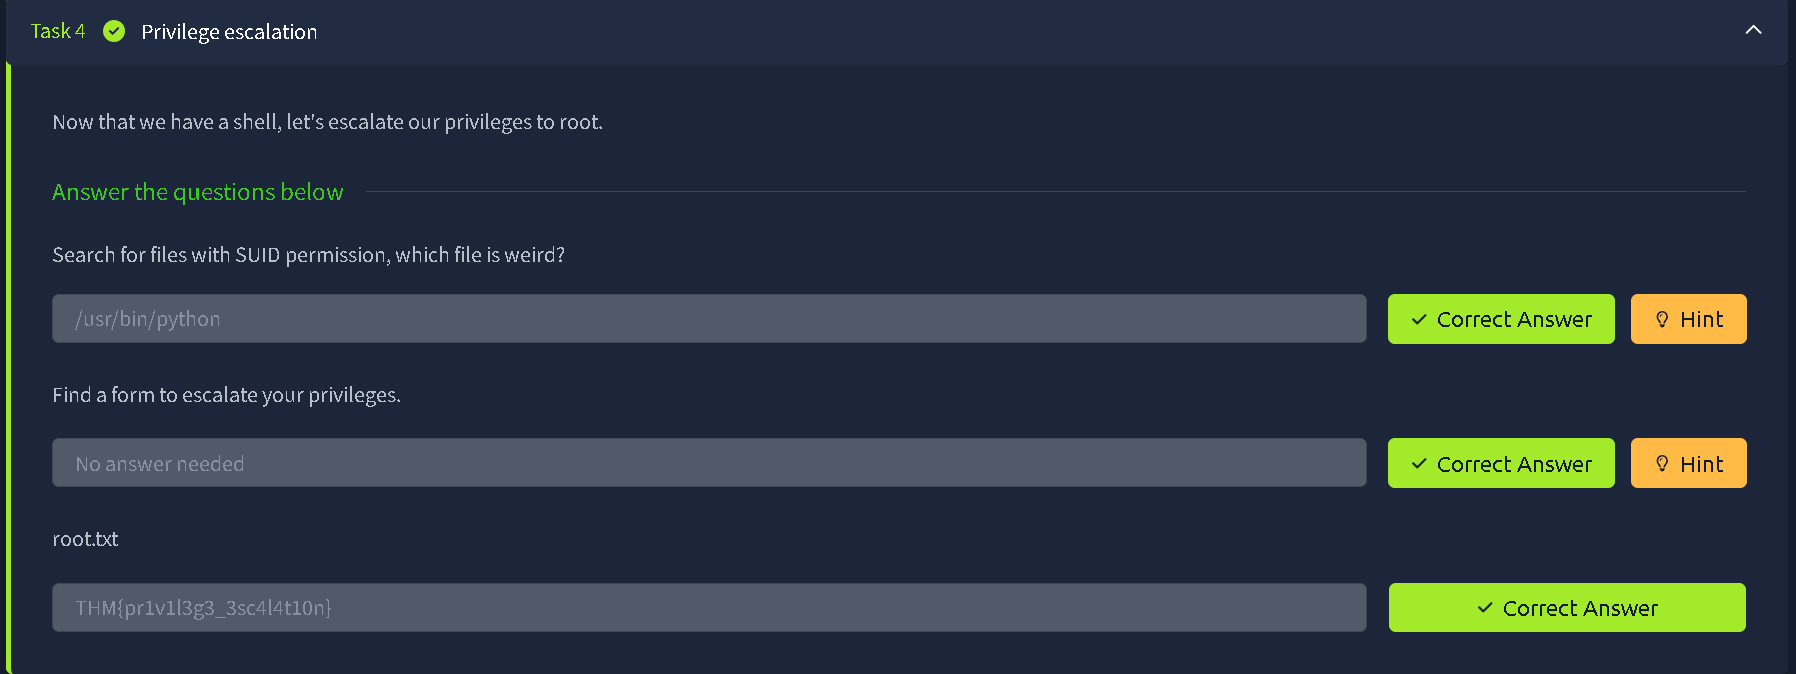 Task 4 Privilege escalation
Now that we have a shell, let's escalate our privileges to root.
Answer the questions below
Search for files with SUID permission, which file is weird?
/usr/bin/python Correct Answer Hint
Find a form to escalate your privileges.
No answer needed Correct Answer Hint
root.txt
THM{pr1v1l3g3_3sc4l4t10n} Correct Answer